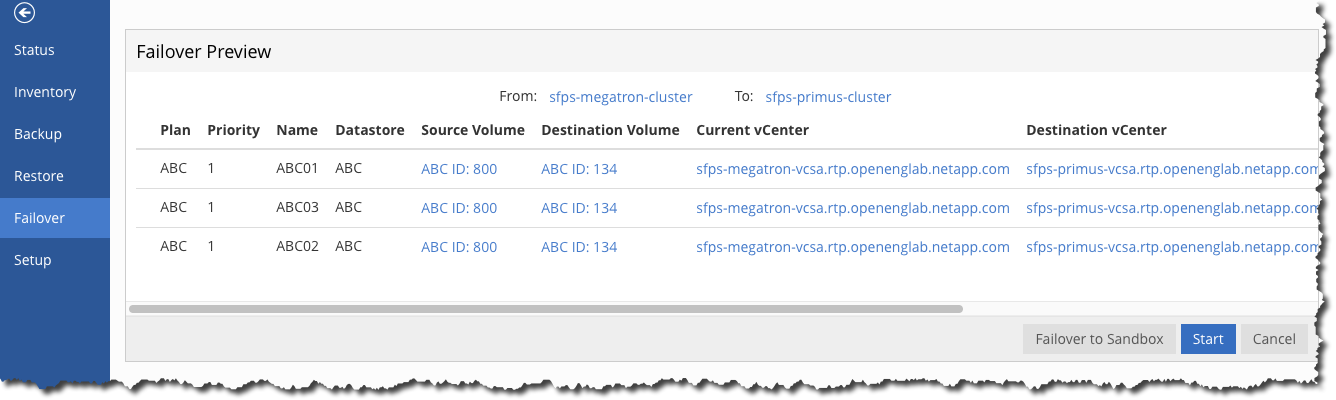 Status
Inventory
Backup
Restore
Failover
Setup
Failover Preview
From: sfps-megatron-cluster To: sfps-primus-cluster
Plan Priority Name Datastore Source Volume Destination Volume Current vCenter Destination vCenter
ABC 1 ABC01 ABC ABC ID: 800 ABC ID: 134 sfps-megatron-vcsa.rtp.openenglab.netapp.com sfps-primus-vcsa.rtp.openenglab.netapp.com
ABC 1 ABC03 ABC ABC ID: 800 ABC ID: 134 sfps-megatron-vcsa.rtp.openenglab.netapp.com sfps-primus-vcsa.rtp.openenglab.netapp.com
ABC 1 ABC02 ABC ABC ID: 800 ABC ID: 134 sfps-megatron-vcsa.rtp.openenglab.netapp.com sfps-primus-vcsa.rtp.openenglab.netapp.com
Failover to Sandbox Start Cancel